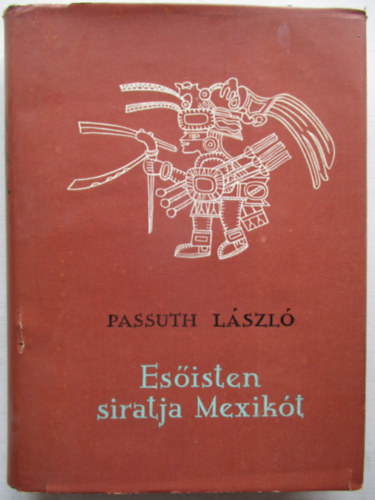 PASSUTH LÁSZLÓ
Esőisten
siratja Mexikót